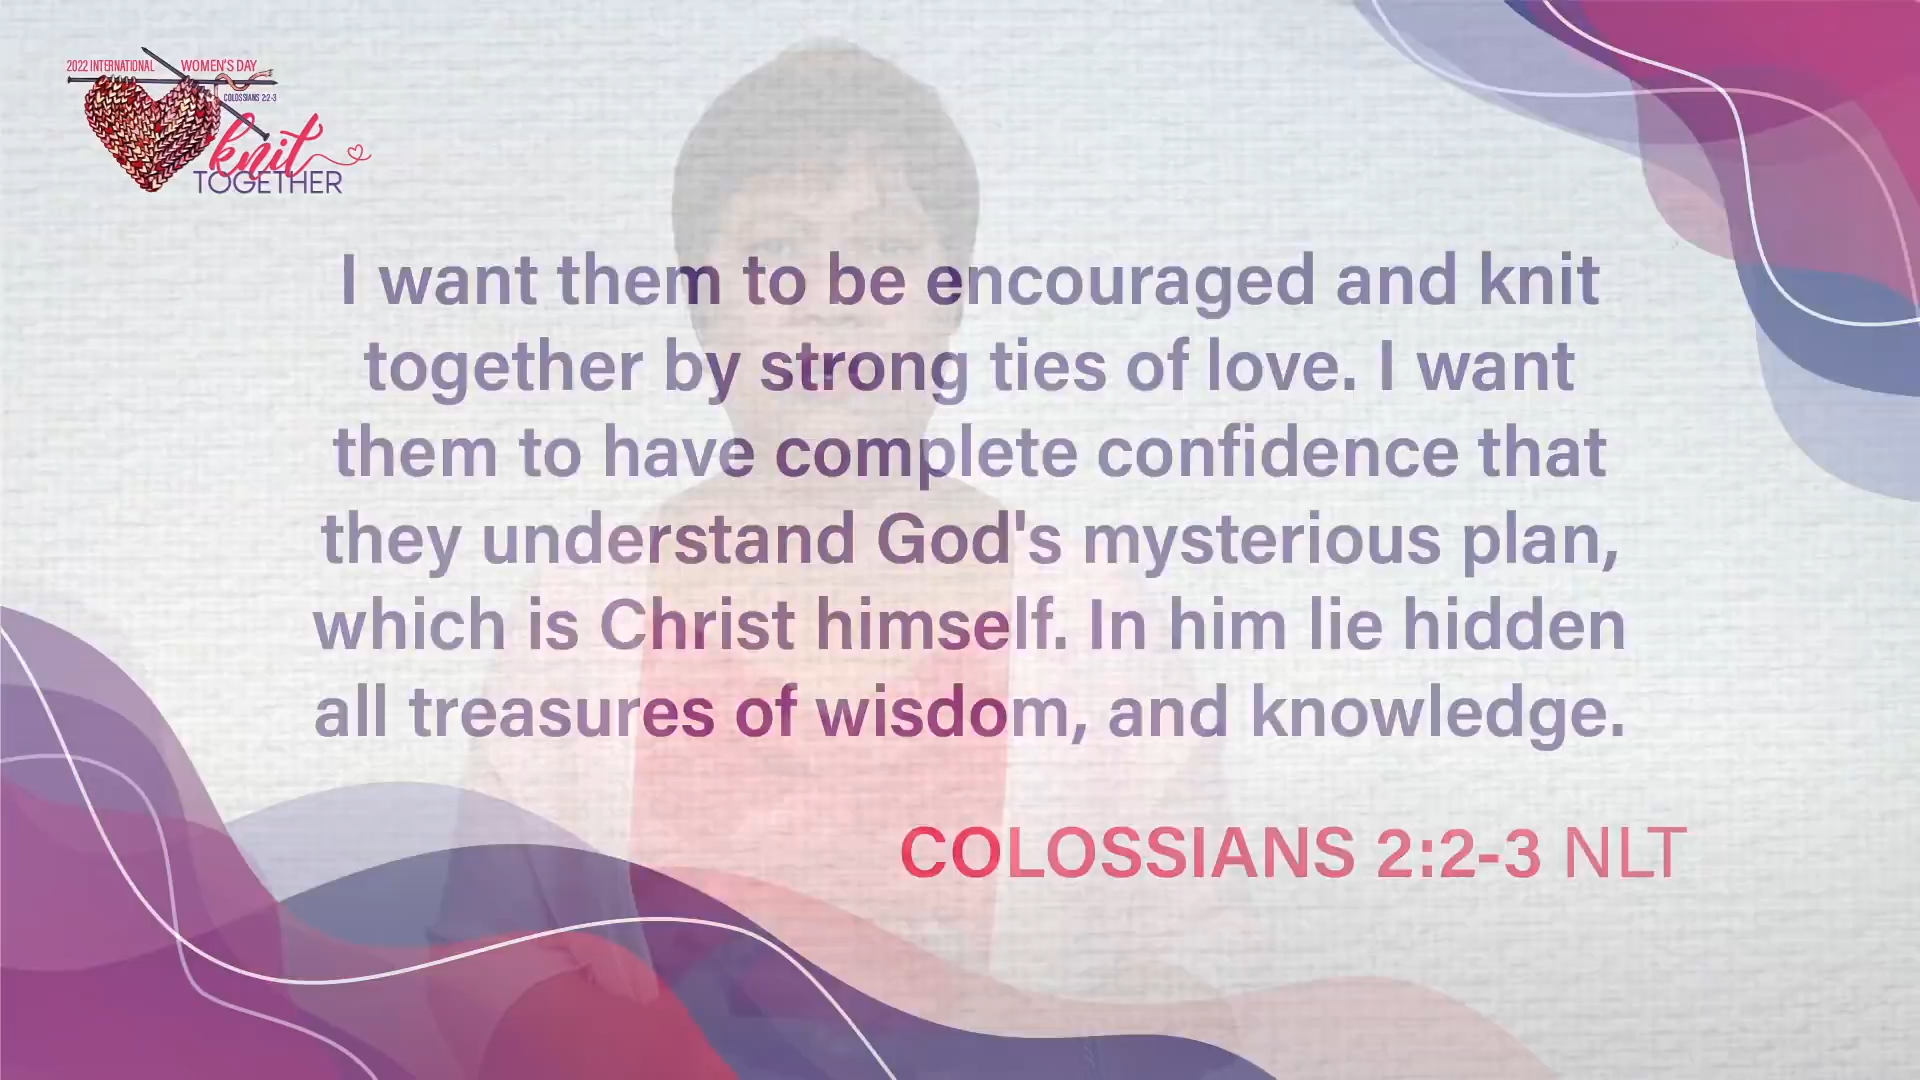 2022 INTERNATIONAL WOMEN'S DAY
COLOSSIANS 2:2-3
knit
TOGETHER
I want them to be encouraged and knit
together by strong ties of love. I want
them to have complete confidence that
they understand God's mysterious plan,
which is Christ himself. In him lie hidden
all treasures of wisdom, and knowledge.
COLOSSIANS 2:2-3 NLT